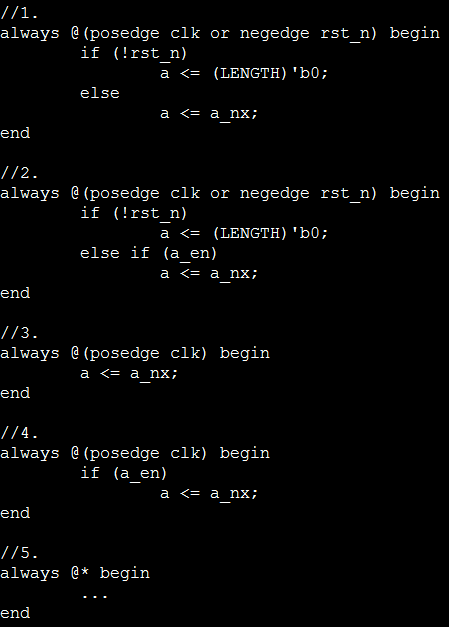 //1.
always @(posedge clk or negedge rst_n) begin
        if (!rst_n)
                a <= (LENGTH)'b0;
        else
                a <= a_nx;
end

//2.
always @(posedge clk or negedge rst_n) begin
        if (!rst_n)
                a <= (LENGTH)'b0;
        else if (a_en)
                a <= a_nx;
end

//3.
always @(posedge clk) begin
        a <= a_nx;
end

//4.
always @(posedge clk) begin
        if (a_en)
                a <= a_nx;
end

//5.
always @* begin
        ...
end